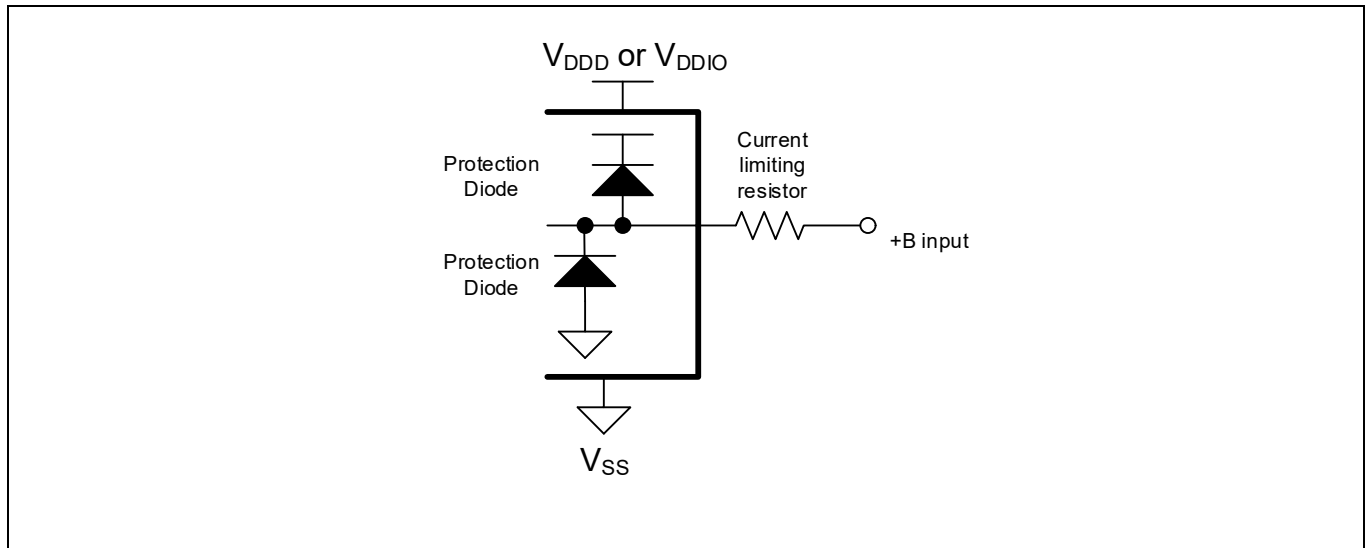 VDDD or VDDIO
Protection
Diode
Current
limiting
resistor
+B input
Protection
Diode
VSS